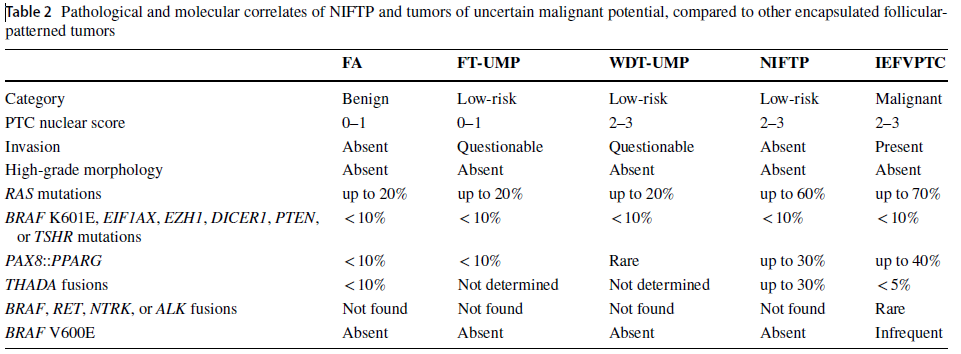 Table 2 Pathological and molecular correlates of NIFTP and tumors of uncertain malignant potential, compared to other encapsulated follicular-
patterned tumors
FA FT-UMP WDT-UMP NIFTP IEFVPTC
Category Benign Low-risk Low-risk Low-risk Malignant
PTC nuclear score 0–1 0–1 2–3 2–3 2–3
Invasion Absent Questionable Questionable Absent Present
High-grade morphology Absent Absent Absent Absent Absent
RAS mutations up to 20% up to 20% up to 20% up to 60% up to 70%
BRAF K601E, EIF1AX, EZH1, DICER1, PTEN, <10% <10% <10% <10% <10%
or TSHR mutations
PAX8::PPARG <10% <10% Rare up to 30% up to 40%
THADA fusions <10% Not determined Not determined up to 30% <5%
BRAF, RET, NTRK, or ALK fusions Not found Not found Not found Not found Rare
BRAF V600E Absent Absent Absent Absent Infrequent